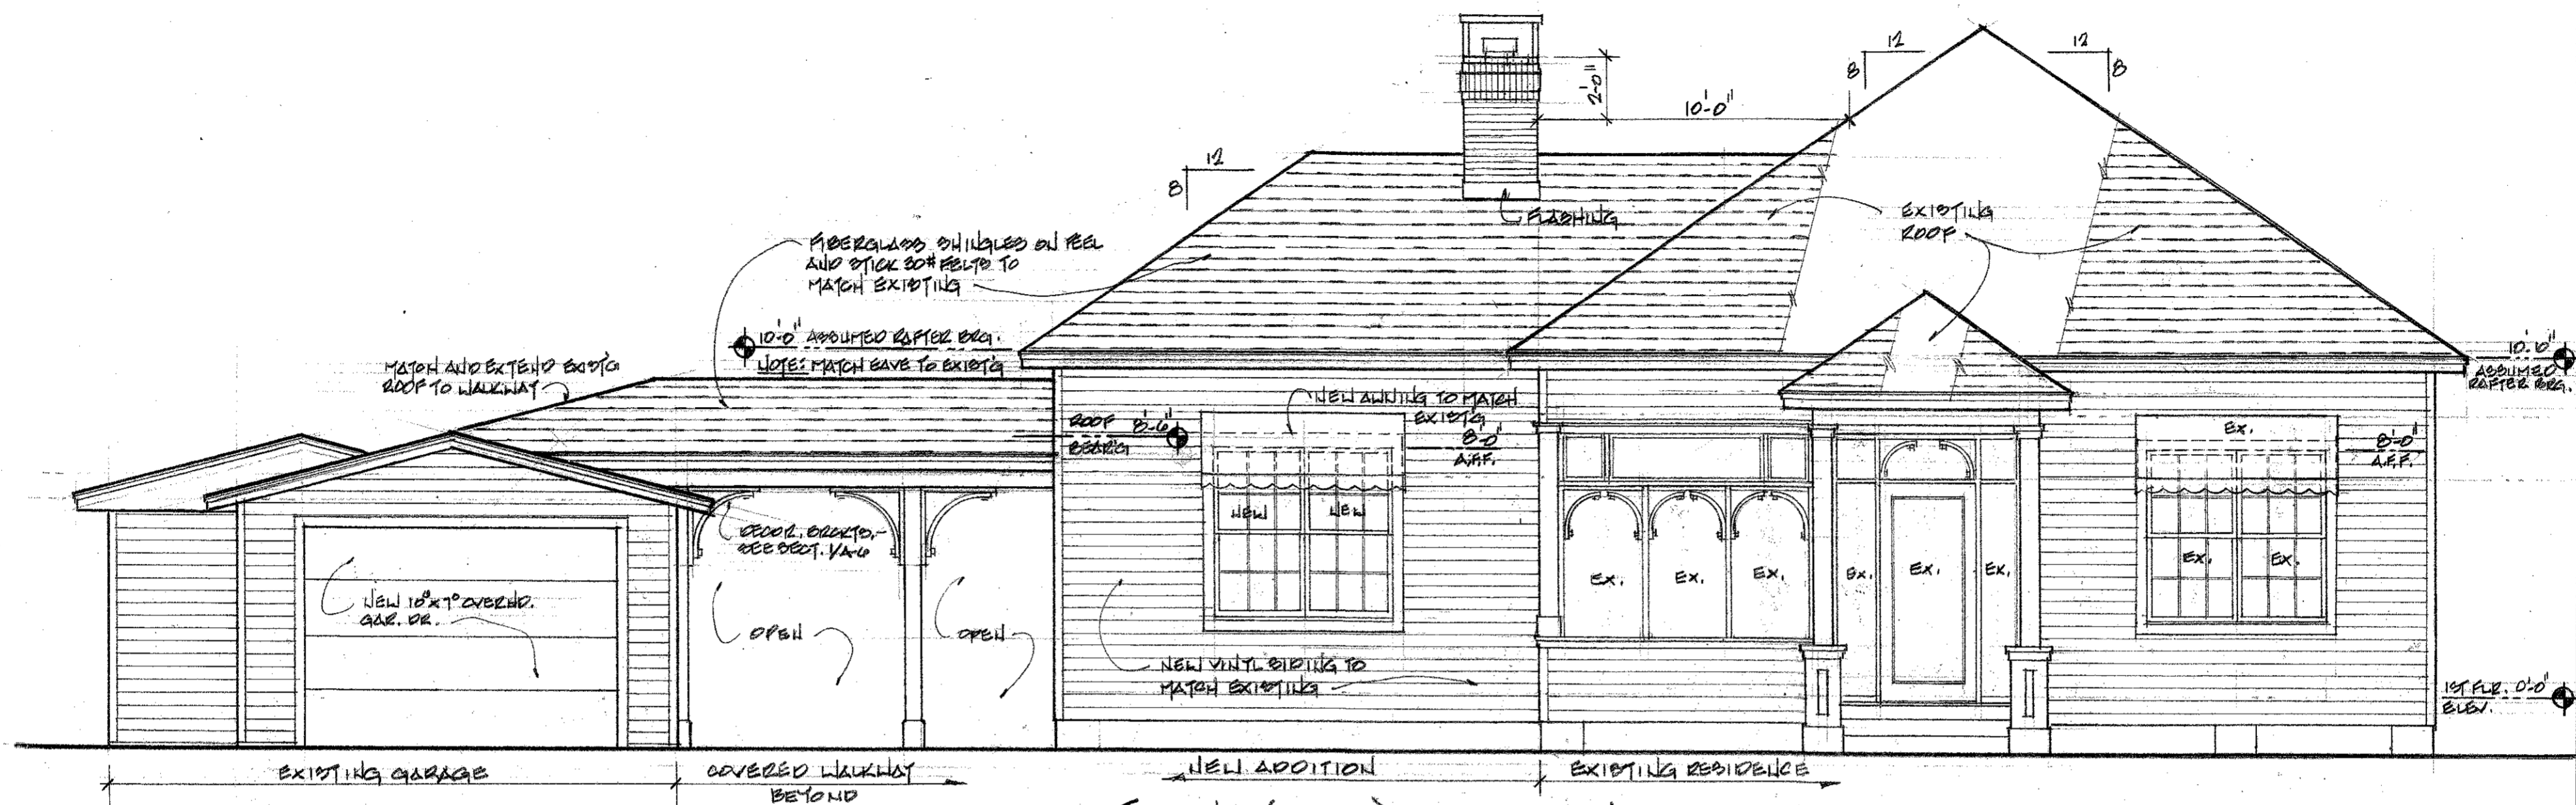 12
8
12
8
2'-0"
10'-0"
12
8
FLASHING
EXISTING
ROOF
FIBERGLASS SHINGLES ON PEEL
AND STICK 30# FELTS TO
MATCH EXISTING
10'-0" ASSUMED RAFTER BRG.
NOTE: MATCH EAVE TO EXIST'G
MATCH AND EXTEND EXIST'G
ROOF TO WALKWAY
10'-10"
ASSUMED
RAFTER BRG.
NEW AWNING TO MATCH
EXIST'G
ROOF 8'-6"
BEAR'G
8'-0"
A.F.F.
EX.
8'-0"
A.F.F.
NEW
NEW
DECOR. BRCKTS.-
SEE SECT. 1/A-6
NEW 16⁰x7⁰ OVERHD.
GAR. DR.
OPEN
OPEN
EX.
EX.
EX.
EX.
EX.
EX.
EX.
EX.
NEW VINYL SIDING TO
MATCH EXISTING
1ST FLR. 0'-0"
ELEV.
EXISTING GARAGE
COVERED WALKWAY
BEYOND
NEW ADDITION
EXISTING RESIDENCE